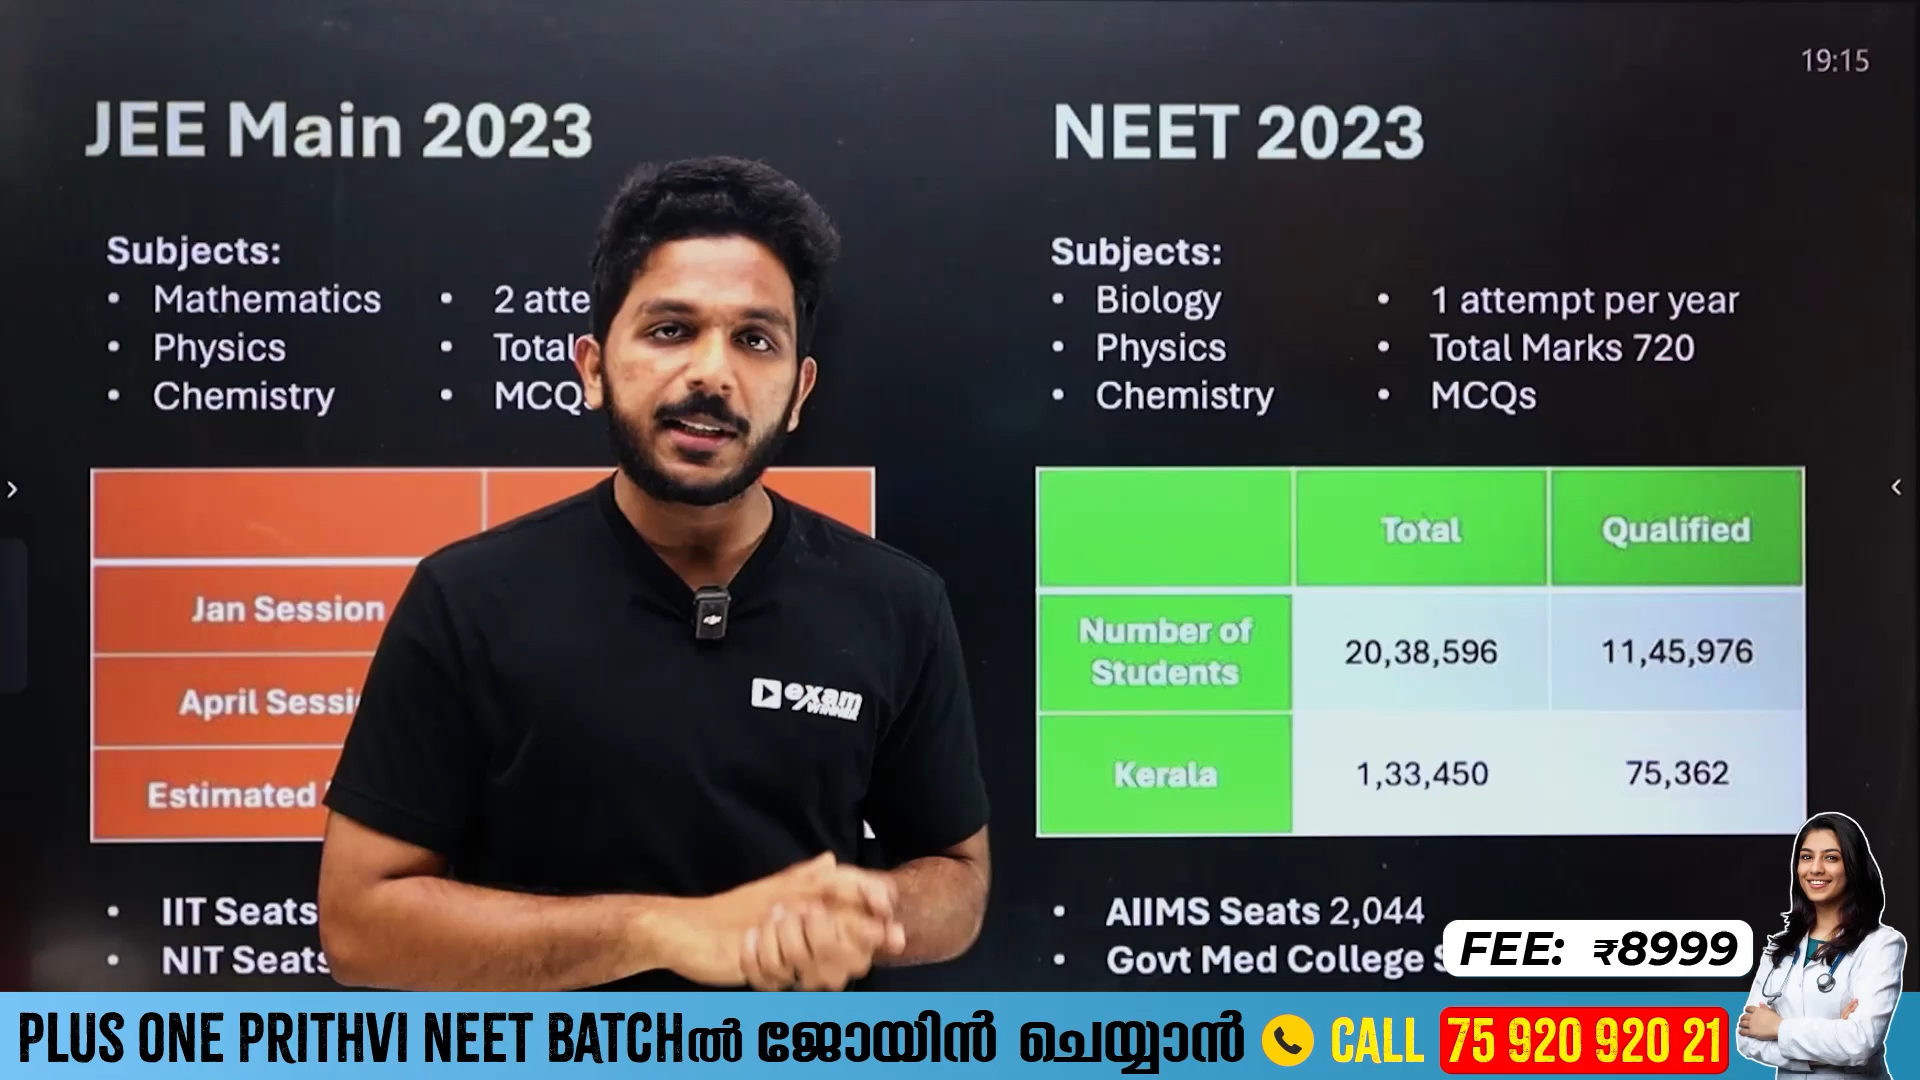 19:15
JEE Main 2023
Subjects:
• Mathematics
• Physics
• Chemistry
• 2
• Total
• MCQs
Jan Session
April
Estimated
• IIT Seats
• NIT Seats
NEET 2023
Subjects:
• Biology
• Physics
• Chemistry
• 1 attempt per year
• Total Marks 720
• MCQs
Total Qualified
Number of Students 20,38,596 11,45,976
Kerala 1,33,450 75,362
• AIIMS Seats 2,044
• Govt Med College
exam
WINNER
FEE: ₹8999
PLUS ONE PRITHVI NEET BATCHൽ ജോയിൻ ചെയ്യാൻ CALL 75 920 920 21